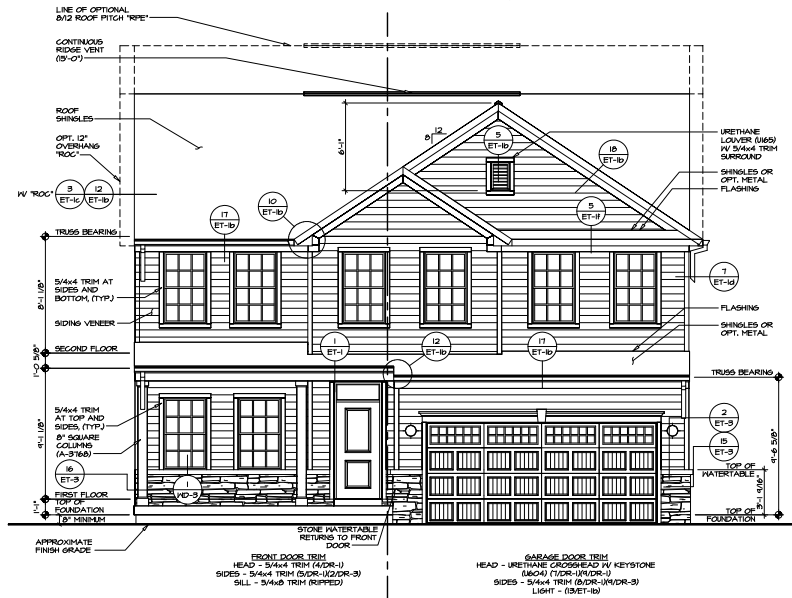 LINE OF OPTIONAL
8/12 ROOF PITCH "RPE"
CONTINUOUS
RIDGE VENT
(13'-0")
ROOF
SHINGLES
OPT. 12"
OVERHANG
"ROC"
W/ "ROC"
3
ET-1c
12
ET-1b
17
ET-1b
10
ET-1b
6'-1"
12
8
5
ET-1b
18
ET-1b
5
ET-1f
URETHANE
LOUVER (U165)
W/ 5/4x4 TRIM
SURROUND
SHINGLES OR
OPT. METAL
FLASHING
TRUSS BEARING
7
ET-1d
8'-1 1/8"
5/4x4 TRIM AT
SIDES AND
BOTTOM, (TYP.)
SIDING VENEER
FLASHING
SHINGLES OR
OPT. METAL
SECOND FLOOR
1'-0 5/8"
1
ET-1
12
ET-1b
17
ET-1b
TRUSS BEARING
5/4x4 TRIM
AT TOP AND
SIDES, (TYP.)
8" SQUARE
COLUMNS
(A-3768)
9'-1 1/8"
16
ET-3
2
ET-3
15
ET-3
9'-6 5/8"
TOP OF
WATERTABLE
3'-1 9/16"
WD-3
FIRST FLOOR
TOP OF
FOUNDATION
1'-1"
8" MINIMUM
TOP OF
FOUNDATION
APPROXIMATE
FINISH GRADE
STONE WATERTABLE
RETURNS TO FRONT
DOOR
FRONT DOOR TRIM
HEAD - 5/4x4 TRIM (4/DR-1)
SIDES - 5/4x4 TRIM (5/DR-1)(2/DR-3)
SILL - 5/4x8 TRIM (RIPPED)
GARAGE DOOR TRIM
HEAD - URETHANE CROSSHEAD W/ KEYSTONE
(U604) (7/DR-1)(9/DR-1)
SIDES - 5/4x4 TRIM (8/DR-1)(9/DR-3)
LIGHT - (13/ET-1b)